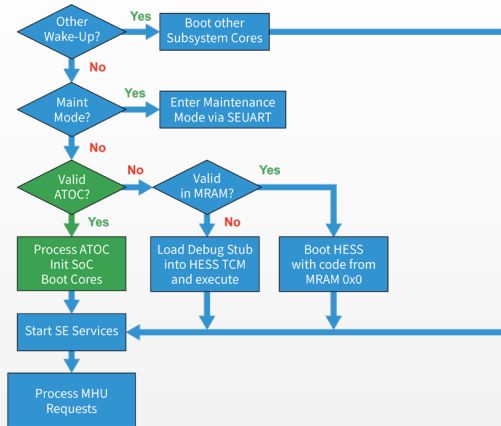 Other
Wake-Up?
Yes
Boot other
Subsystem Cores
No
Maint
Mode?
Yes
Enter Maintenance
Mode via SEUART
No
Valid
ATOC?
No
Valid
in MRAM?
Yes
Yes
No
Process ATOC
Init SoC
Boot Cores
Load Debug Stub
into HESS TCM
and execute
Boot HESS
with code from
MRAM 0x0
Start SE Services
Process MHU
Requests